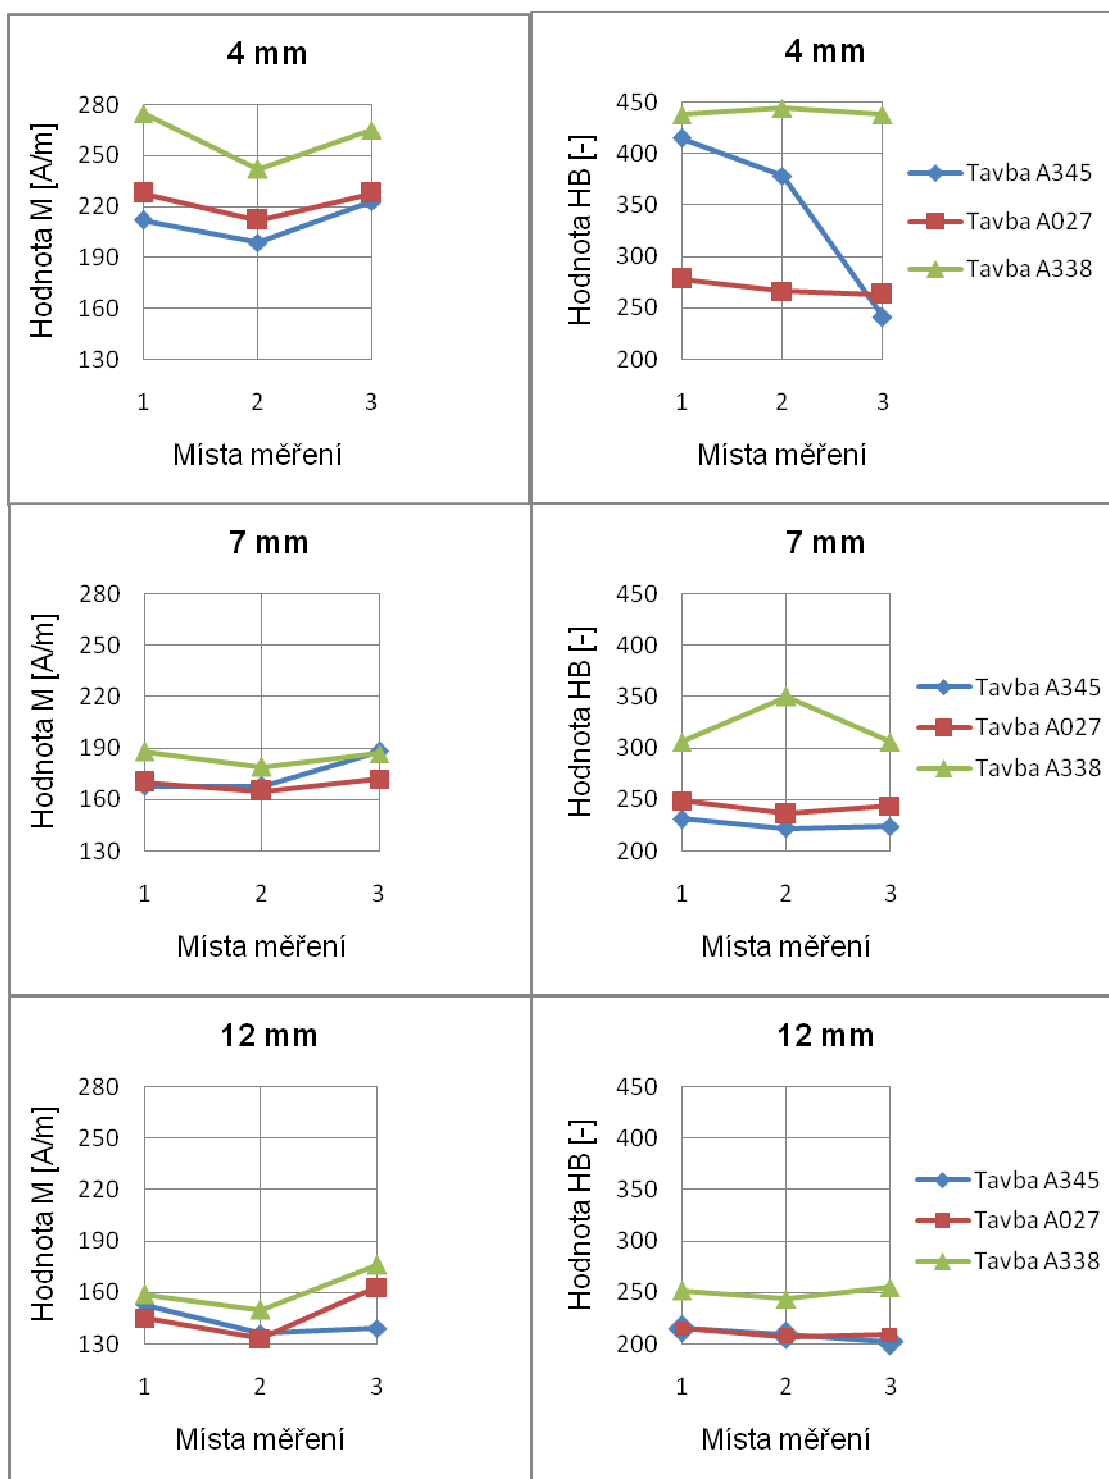 4 mm
Hodnota M [A/m]
280
250
220
190
160
130
1 2 3
Místa měření
4 mm
Hodnota HB [-]
450
400
350
300
250
200
1 2 3
Místa měření
Tavba A345
Tavba A027
Tavba A338
7 mm
Hodnota M [A/m]
280
250
220
190
160
130
1 2 3
Místa měření
7 mm
Hodnota HB [-]
450
400
350
300
250
200
1 2 3
Místa měření
Tavba A345
Tavba A027
Tavba A338
12 mm
Hodnota M [A/m]
280
250
220
190
160
130
1 2 3
Místa měření
12 mm
Hodnota HB [-]
450
400
350
300
250
200
1 2 3
Místa měření
Tavba A345
Tavba A027
Tavba A338